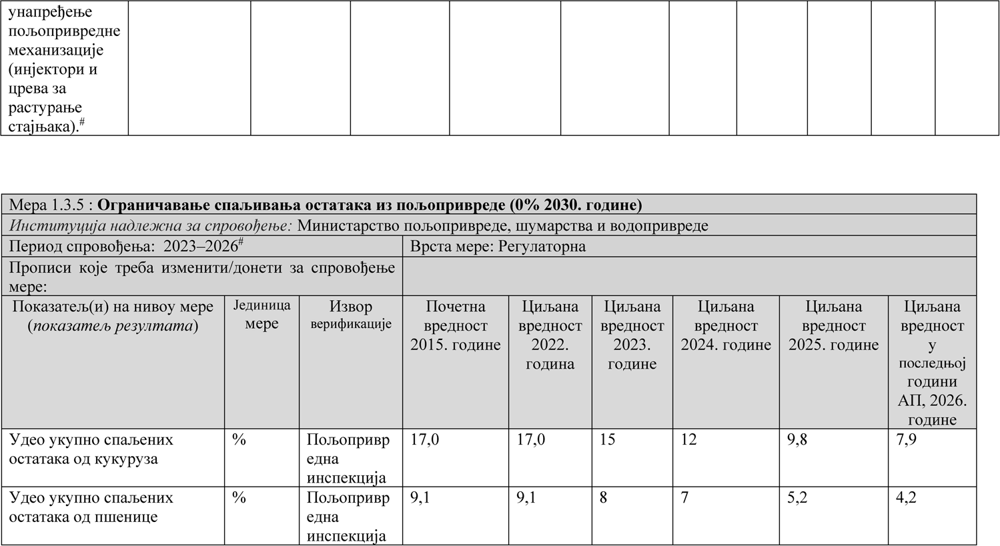 унапређење
пољопривредне
механизације
(инјектори и
црева за
растурање
стајњака).#
Мера 1.3.5 : Ограничавање спаљивања остатака из пољопривреде (0% 2030. године)
Институција надлежна за спровођење: Министарство пољопривреде, шумарства и водопривреде
Период спровођења: 2023–2026# Врста мере: Регулаторна
Прописи које треба изменити/донети за спровођење
мере:
Показатељ(и) на нивоу мере
(показатељ резултата)
Јединица
мере
Извор
верификације
Почетна
вредност
2015. године
Циљана
вредност
2022.
година
Циљана
вредност
2023.
године
Циљана
вредност
2024. године
Циљана
вредност
2025. године
Циљана
вредност
у
последњој
години
АП, 2026.
године
Удео укупно спаљених
остатака од кукуруза
%
Пољопривр
една
инспекција
17,0
17,0
15
12
9,8
7,9
Удео укупно спаљених
остатака од пшенице
%
Пољопривр
една
инспекција
9,1
9,1
8
7
5,2
4,2